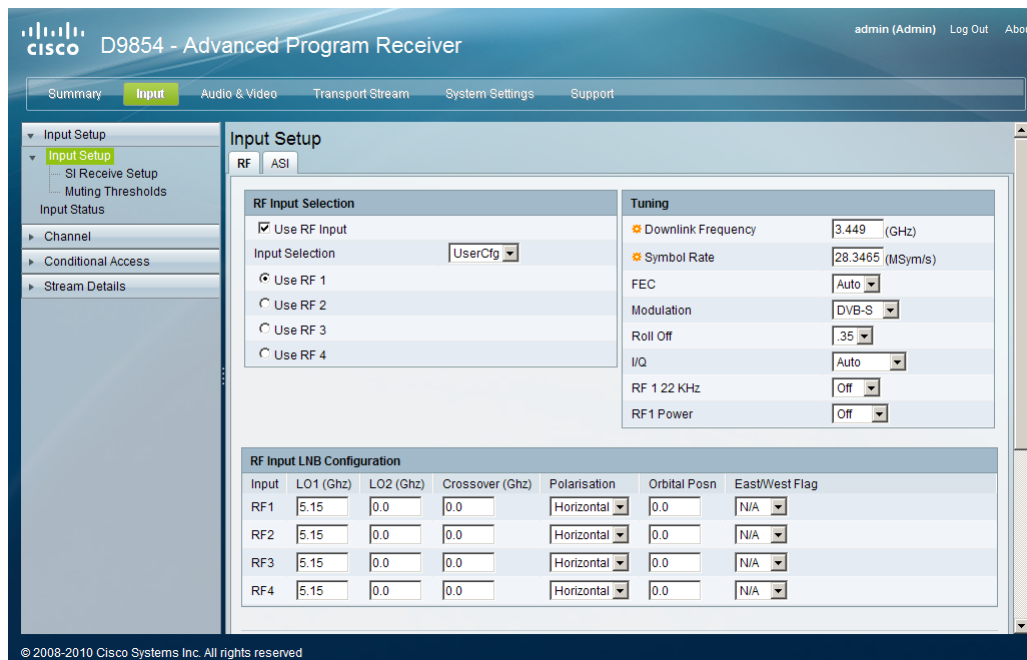 cisco D9854 - Advanced Program Receiver
admin (Admin) Log Out
Summary Input Audio & Video Transport Stream System Settings Support
Input Setup
Input Setup
SI Receive Setup
Muting Thresholds
Input Status
Channel
Conditional Access
Stream Details
Input Setup
RF ASI
RF Input Selection
Use RF Input
Input Selection UserCfg
Use RF 1
Use RF 2
Use RF 3
Use RF 4
Tuning
Downlink Frequency 3.449 (GHz)
Symbol Rate 28.3465 (MSym/s)
FEC Auto
Modulation DVB-S
Roll Off .35
I/Q Auto
RF 1 22 KHz Off
RF1 Power Off
RF Input LNB Configuration
Input LO1 (Ghz) LO2 (Ghz) Crossover (Ghz) Polarisation Orbital Posn East/West Flag
RF1 5.15 0.0 0.0 Horizontal 0.0 N/A
RF2 5.15 0.0 0.0 Horizontal 0.0 N/A
RF3 5.15 0.0 0.0 Horizontal 0.0 N/A
RF4 5.15 0.0 0.0 Horizontal 0.0 N/A
© 2008-2010 Cisco Systems Inc. All rights reserved